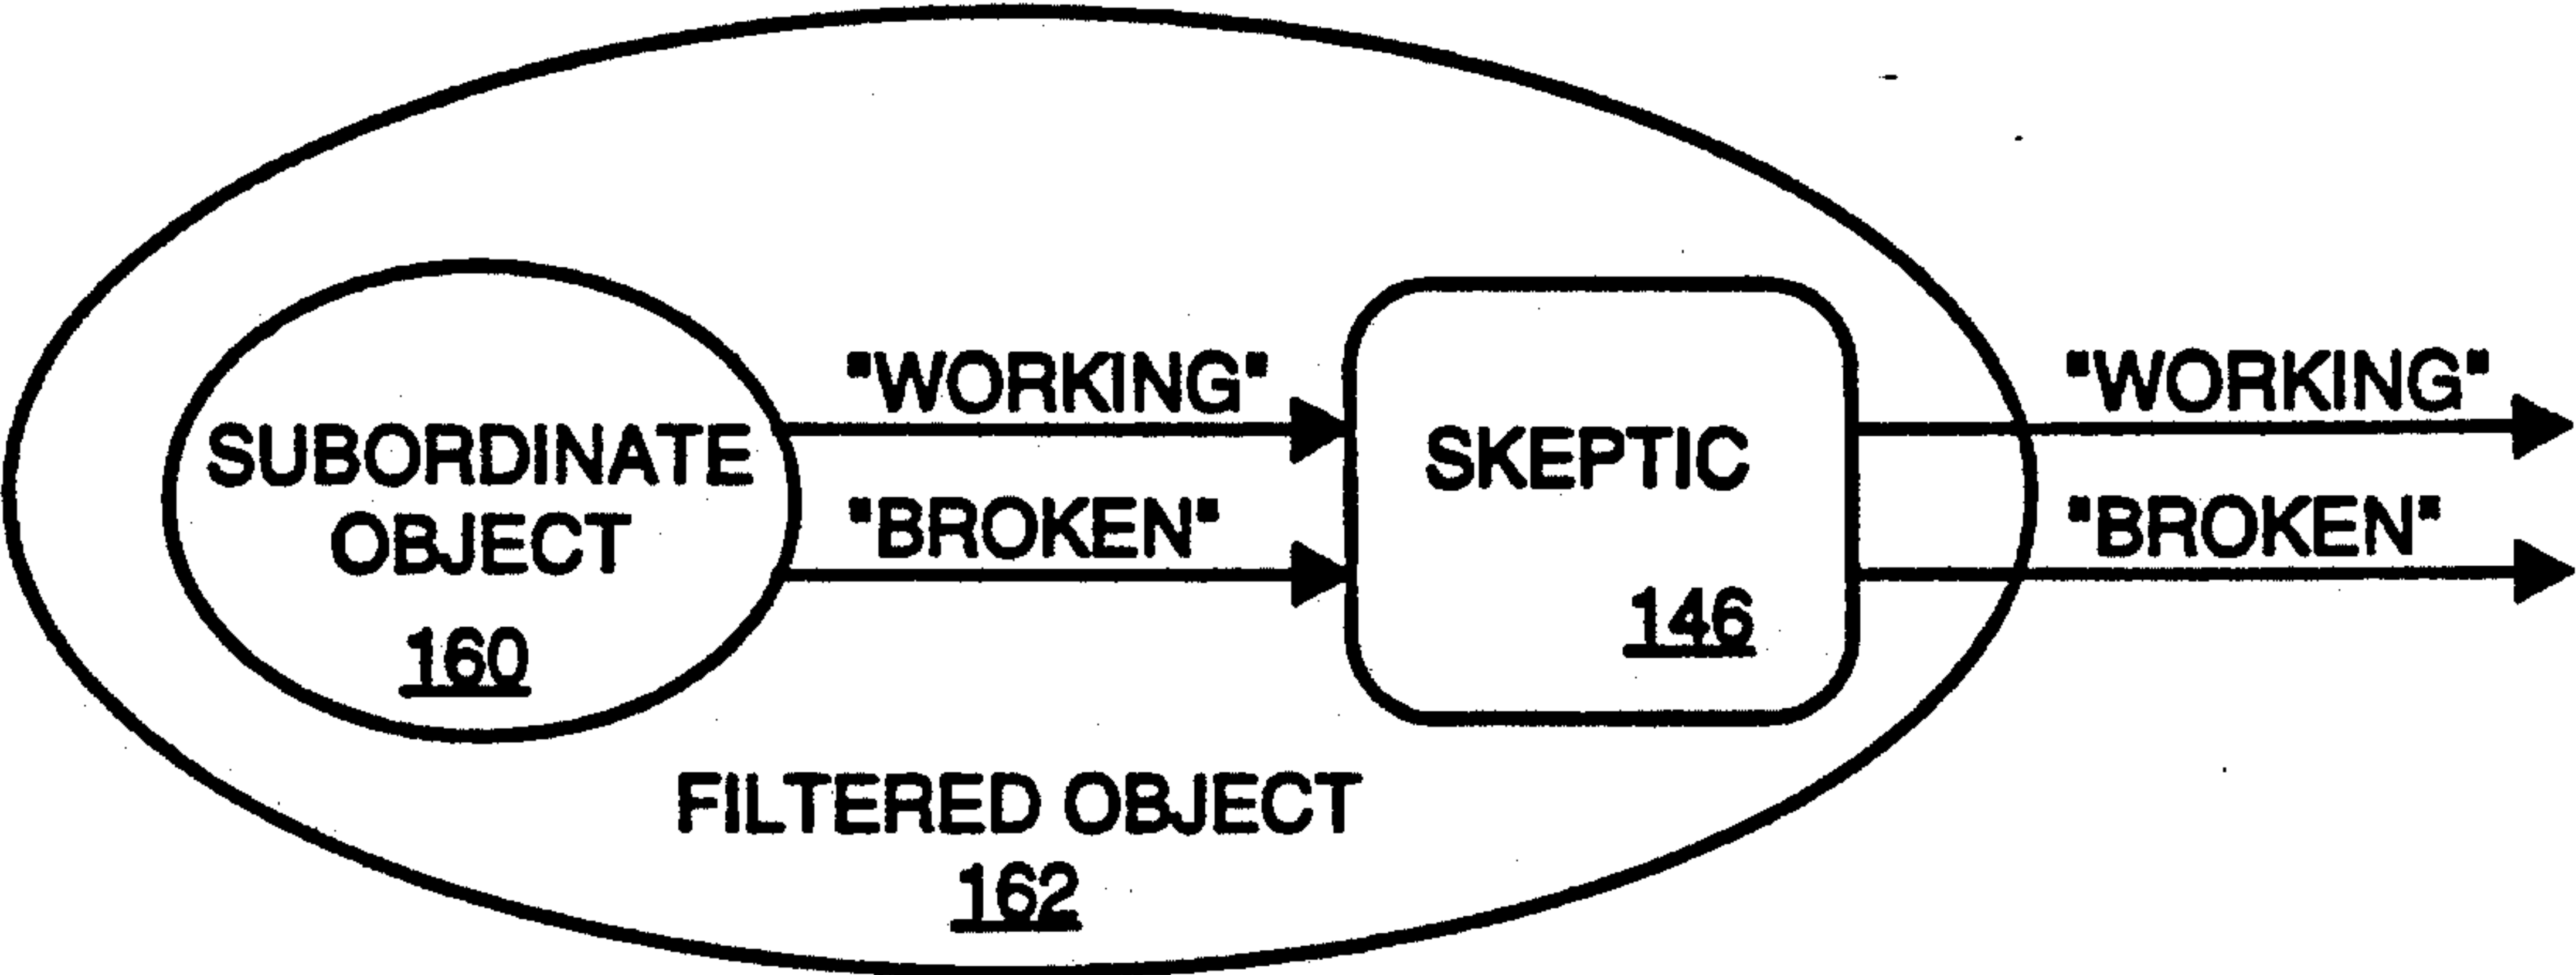 "WORKING"
"WORKING"
SUBORDINATE
OBJECT
160
"BROKEN"
SKEPTIC
146
"BROKEN"
FILTERED OBJECT
162